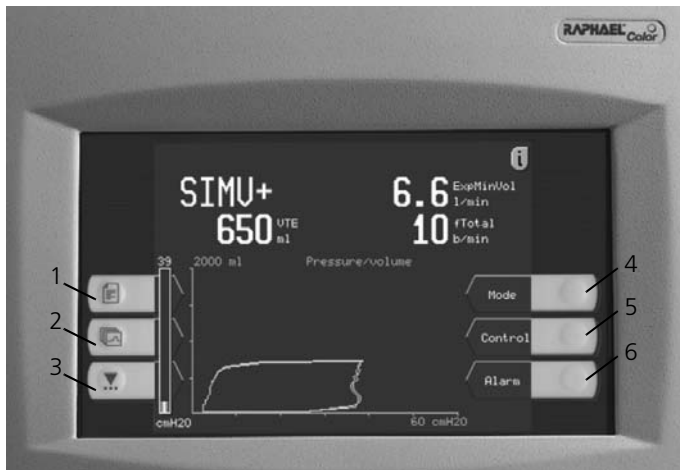 RAPHAEL Color
i
SIMV+
6.6 ExpMinVol l/min
650 VTE ml
10 fTotal b/min
39
2000 ml
Pressure/volume
1
2
3
Mode
4
Control
5
Alarm
6
cmH2O
60 cmH2O